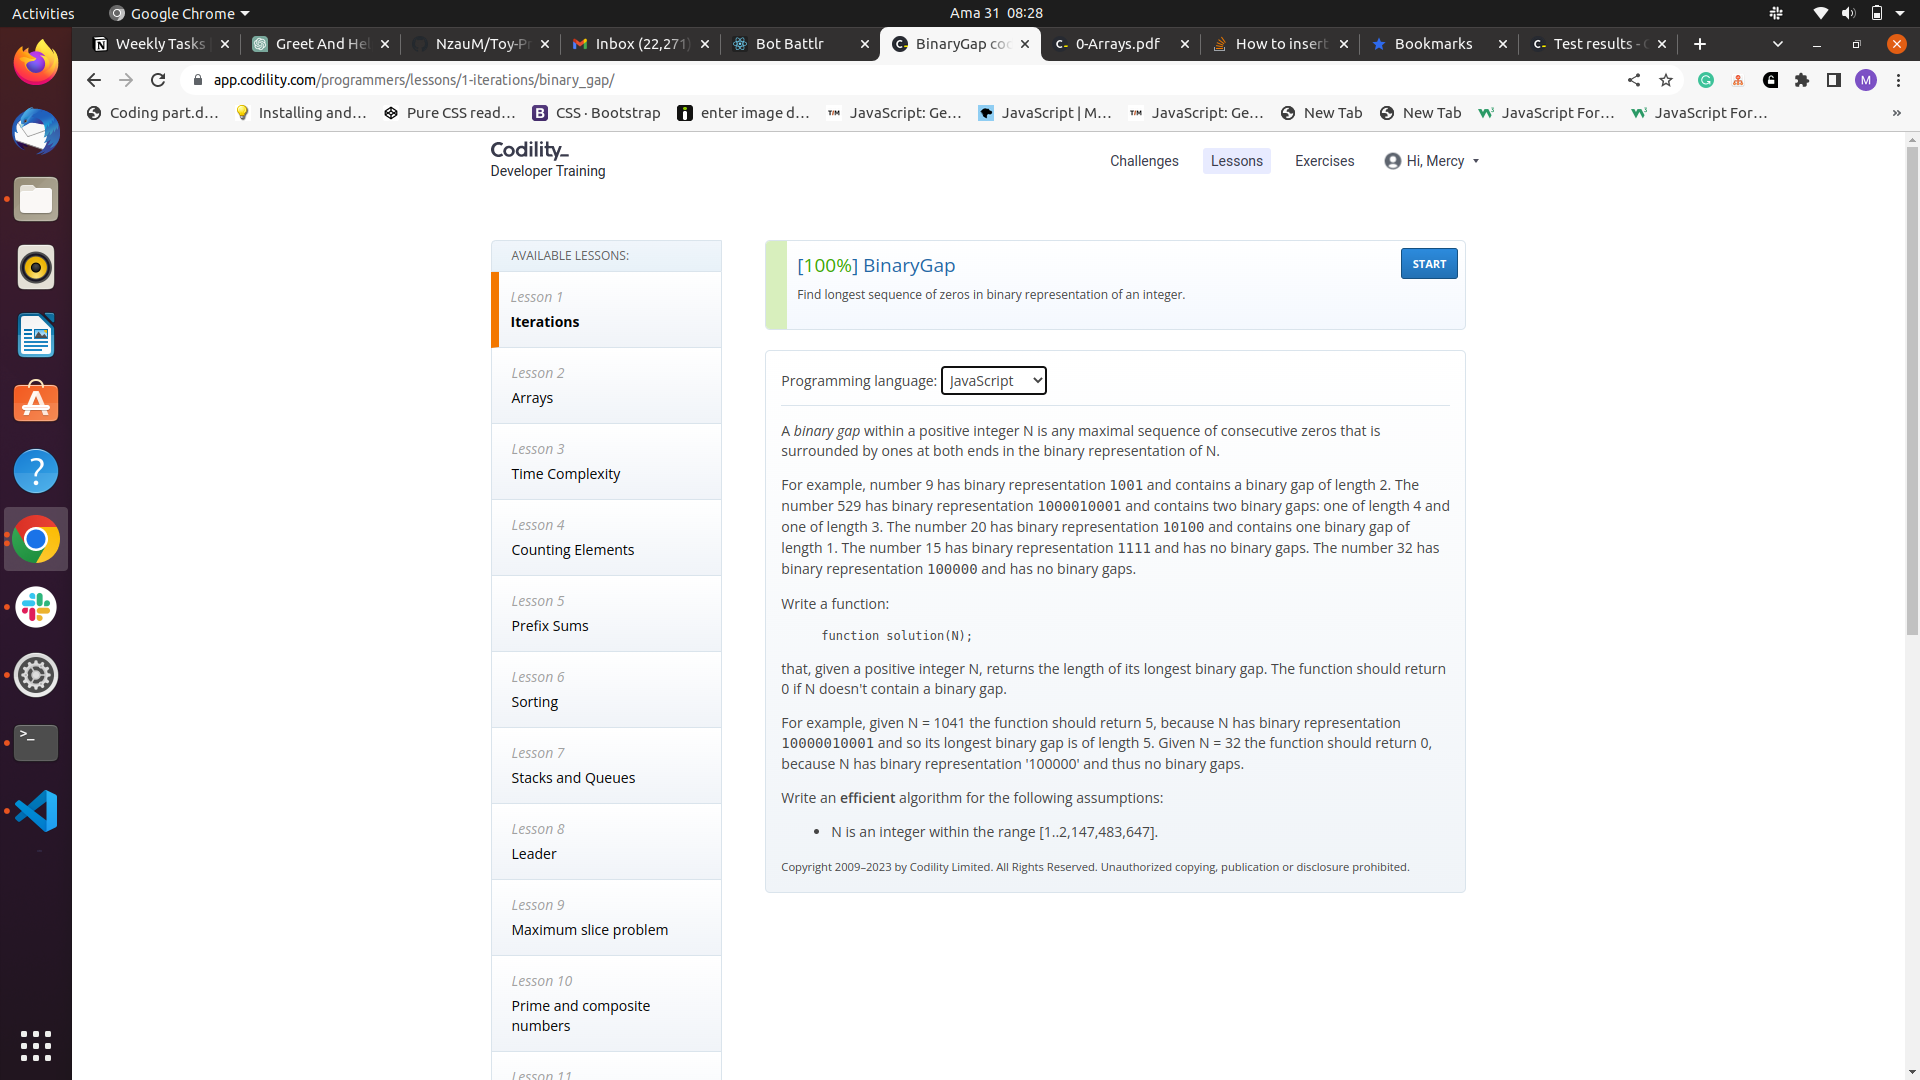 Activities
Google Chrome
Ama 31 08:28
Weekly Tasks
Greet And Hel
NzauM/Toy-Pr
Inbox (22,271)
Bot Battlr
BinaryGap co
0-Arrays.pdf
How to insert
Bookmarks
Test results -
app.codility.com/programmers/lessons/1-iterations/binary_gap/
M
Coding part.d...
Installing and...
Pure CSS read...
CSS · Bootstrap
enter image d...
JavaScript: Ge...
JavaScript | M...
JavaScript: Ge...
New Tab
New Tab
JavaScript For...
JavaScript For...
»
Codility_
Developer Training
Challenges
Lessons
Exercises
Hi, Mercy
AVAILABLE LESSONS:
Lesson 1
Iterations
Lesson 2
Arrays
Lesson 3
Time Complexity
Lesson 4
Counting Elements
Lesson 5
Prefix Sums
Lesson 6
Sorting
Lesson 7
Stacks and Queues
Lesson 8
Leader
Lesson 9
Maximum slice problem
Lesson 10
Prime and composite
numbers
Lesson 11
[100%] BinaryGap
START
Find longest sequence of zeros in binary representation of an integer.
Programming language: JavaScript
A binary gap within a positive integer N is any maximal sequence of consecutive zeros that is
surrounded by ones at both ends in the binary representation of N.
For example, number 9 has binary representation 1001 and contains a binary gap of length 2. The
number 529 has binary representation 1000010001 and contains two binary gaps: one of length 4 and
one of length 3. The number 20 has binary representation 10100 and contains one binary gap of
length 1. The number 15 has binary representation 1111 and has no binary gaps. The number 32 has
binary representation 100000 and has no binary gaps.
Write a function:
function solution(N);
that, given a positive integer N, returns the length of its longest binary gap. The function should return
0 if N doesn't contain a binary gap.
For example, given N = 1041 the function should return 5, because N has binary representation
10000010001 and so its longest binary gap is of length 5. Given N = 32 the function should return 0,
because N has binary representation '100000' and thus no binary gaps.
Write an efficient algorithm for the following assumptions:
• N is an integer within the range [1..2,147,483,647].
Copyright 2009–2023 by Codility Limited. All Rights Reserved. Unauthorized copying, publication or disclosure prohibited.